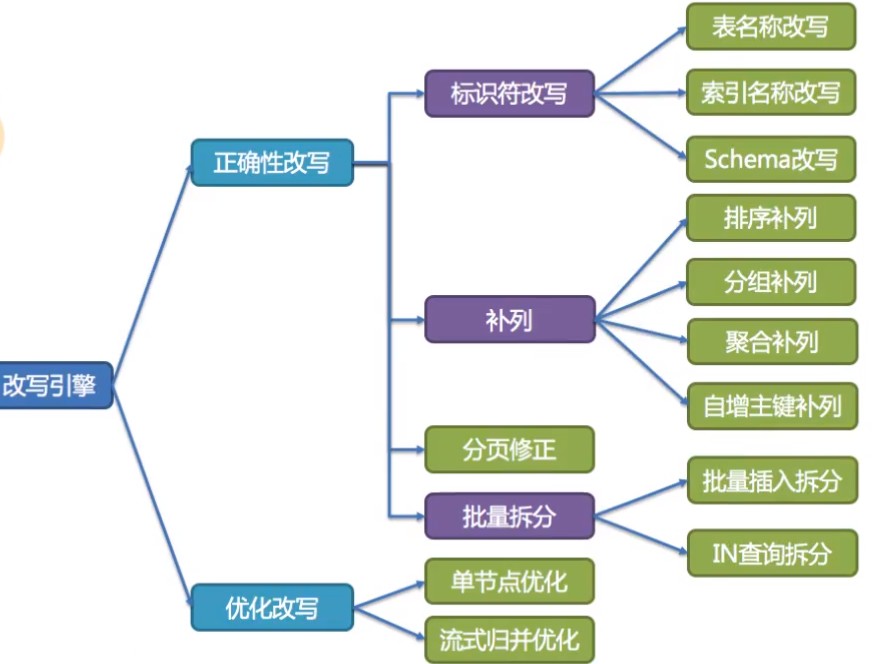 表名称改写
标识符改写
索引名称改写
正确性改写
Schema改写
排序补列
分组补列
补列
聚合补列
改写引擎
自增主键补列
分页修正
批量插入拆分
批量拆分
IN查询拆分
单节点优化
优化改写
流式归并优化